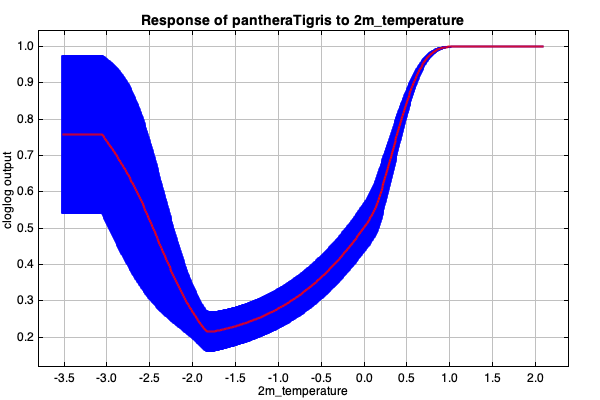 Response of pantheraTigris to 2m_temperature
1.0
0.9
0.8
0.7
0.6
0.5
0.4
0.3
0.2
cloglog output
-3.5 -3.0 -2.5 -2.0 -1.5 -1.0 -0.5 0.0 0.5 1.0 1.5 2.0
2m_temperature